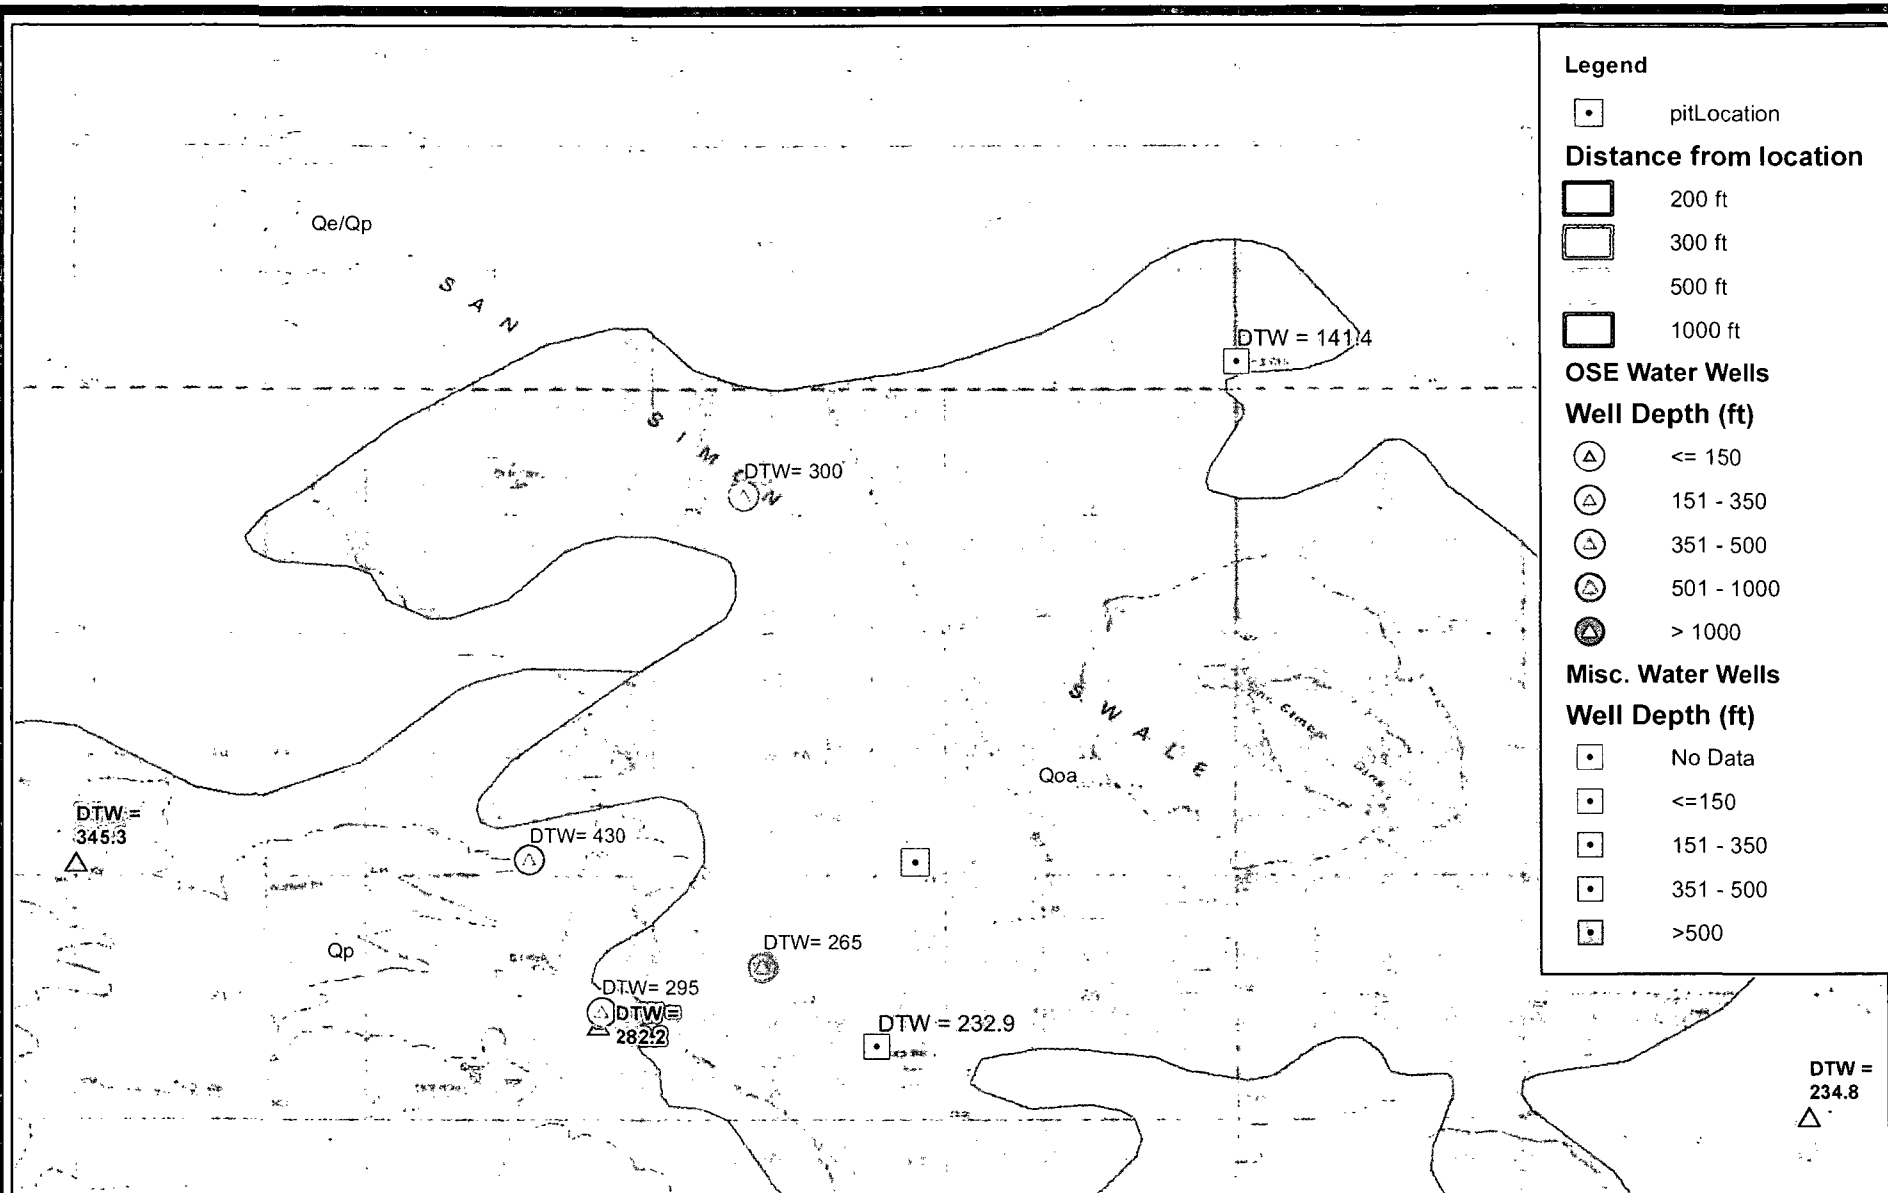 Legend
pitLocation
Distance from location
200 ft
300 ft
500 ft
1000 ft
OSE Water Wells
Well Depth (ft)
<= 150
151 - 350
351 - 500
501 - 1000
> 1000
Misc. Water Wells
Well Depth (ft)
No Data
<=150
151 - 350
351 - 500
>500
Qe/Qp
SAN
DTW = 141.4
SIMON
DTW= 300
SWALE
Qoa
DTW =
345.3
DTW= 430
Qp
DTW= 265
DTW= 295
DTW =
282.2
DTW = 232.9
DTW =
234.8